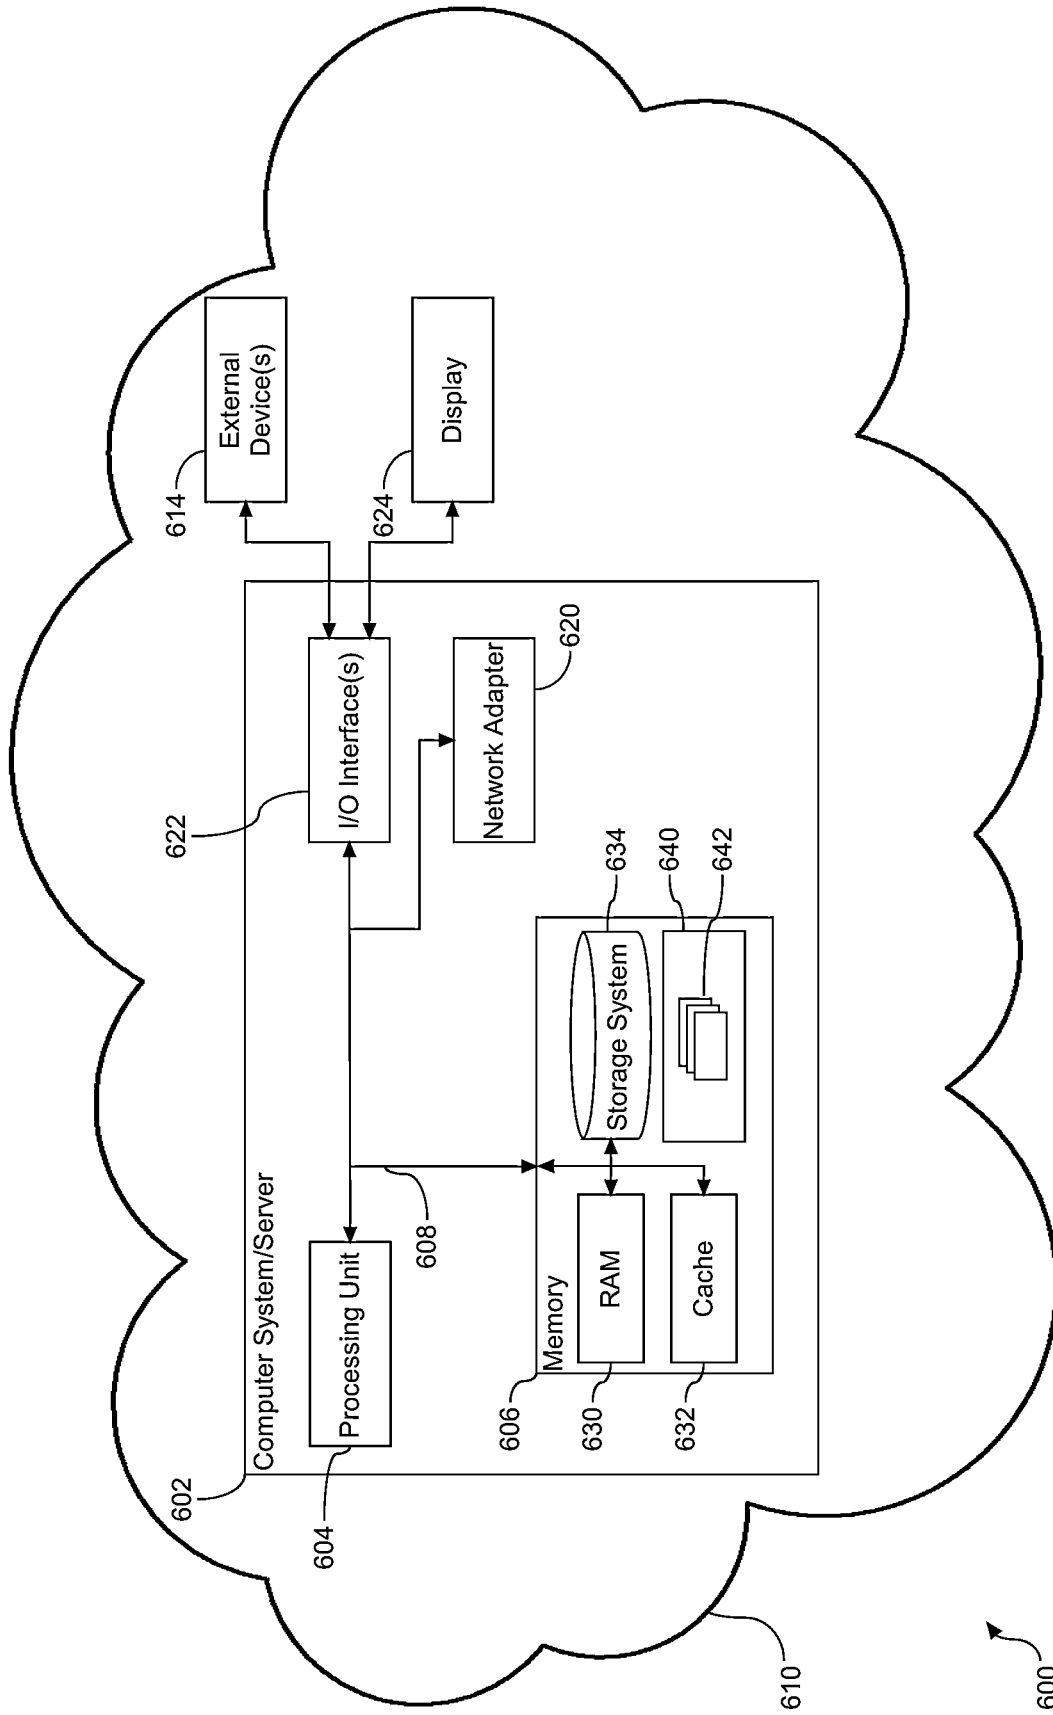 602
Computer System/Server
604
Processing Unit
608
622
I/O Interface(s)
614
External
Device(s)
624
Display
Network Adapter
620
606
Memory
630
RAM
632
Cache
Storage System
634
640
642
610
600